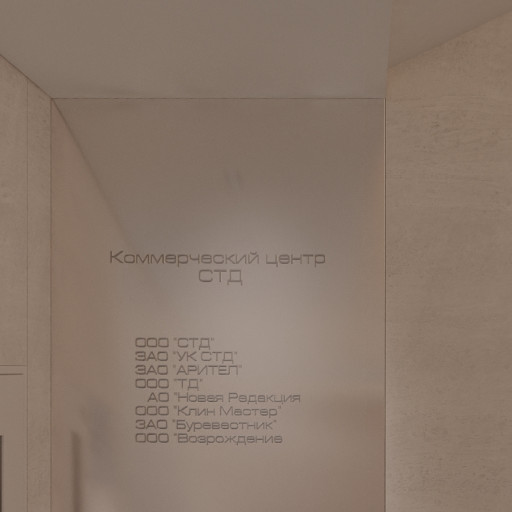 Коммерческий центр
СТД
ООО "СТД"
ЗАО "УК СТД"
ЗАО "АРИТЕЛ"
ООО "ТД"
АО "Новая Редакция
ООО "Клин Мастер"
ЗАО "Буревестник"
ООО "Возрождение